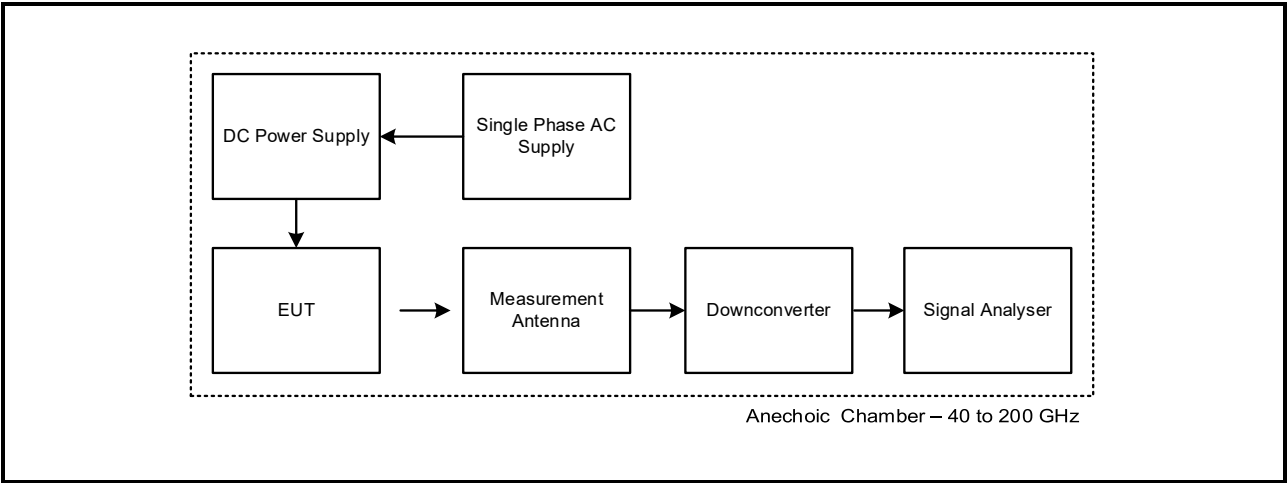 DC Power Supply
Single Phase AC
Supply
EUT
Measurement
Antenna
Downconverter
Signal Analyser
Anechoic Chamber – 40 to 200 GHz